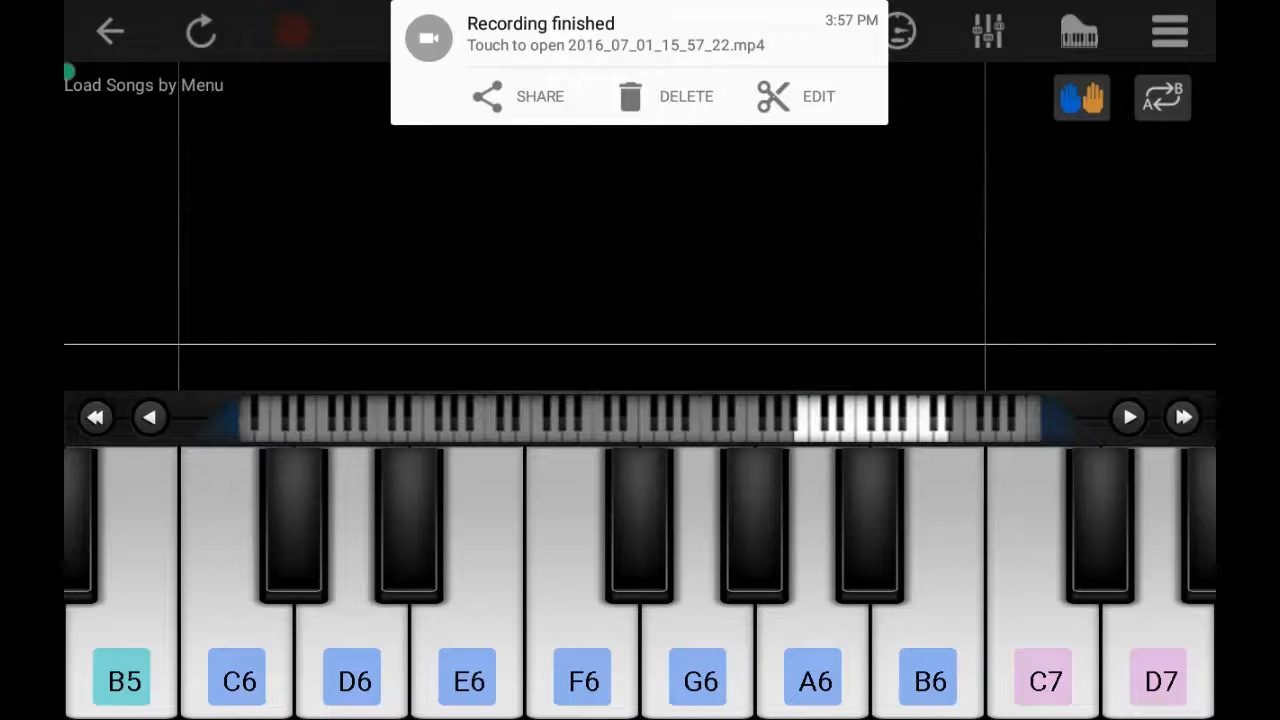 Recording finished
3:57 PM
Touch to open 2016_07_01_15_57_22.mp4
SHARE DELETE EDIT
Load Songs by Menu
A B
B5 C6 D6 E6 F6 G6 A6 B6 C7 D7